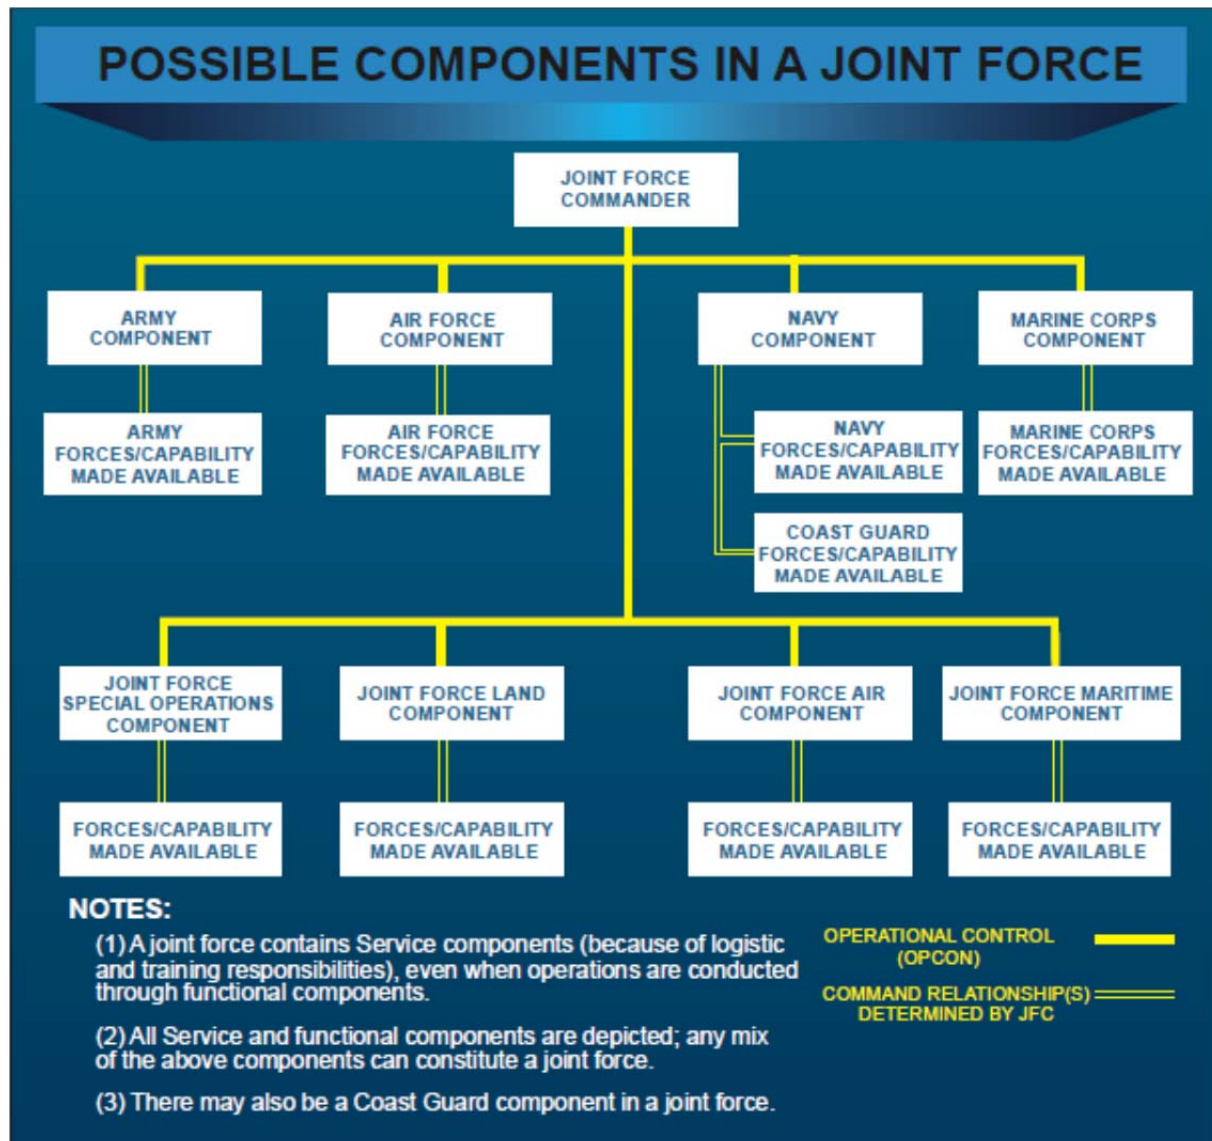 POSSIBLE COMPONENTS IN A JOINT FORCE
JOINT FORCE
COMMANDER
ARMY
COMPONENT
AIR FORCE
COMPONENT
NAVY
COMPONENT
MARINE CORPS
COMPONENT
ARMY
FORCES/CAPABILITY
MADE AVAILABLE
AIR FORCE
FORCES/CAPABILITY
MADE AVAILABLE
NAVY
FORCES/CAPABILITY
MADE AVAILABLE
MARINE CORPS
FORCES/CAPABILITY
MADE AVAILABLE
COAST GUARD
FORCES/CAPABILITY
MADE AVAILABLE
JOINT FORCE
SPECIAL OPERATIONS
COMPONENT
JOINT FORCE LAND
COMPONENT
JOINT FORCE AIR
COMPONENT
JOINT FORCE MARITIME
COMPONENT
FORCES/CAPABILITY
MADE AVAILABLE
FORCES/CAPABILITY
MADE AVAILABLE
FORCES/CAPABILITY
MADE AVAILABLE
FORCES/CAPABILITY
MADE AVAILABLE
NOTES:
(1) A joint force contains Service components (because of logistic
and training responsibilities), even when operations are conducted
through functional components.
(2) All Service and functional components are depicted; any mix
of the above components can constitute a joint force.
(3) There may also be a Coast Guard component in a joint force.
OPERATIONAL CONTROL
(OPCON)
COMMAND RELATIONSHIP(S)
DETERMINED BY JFC